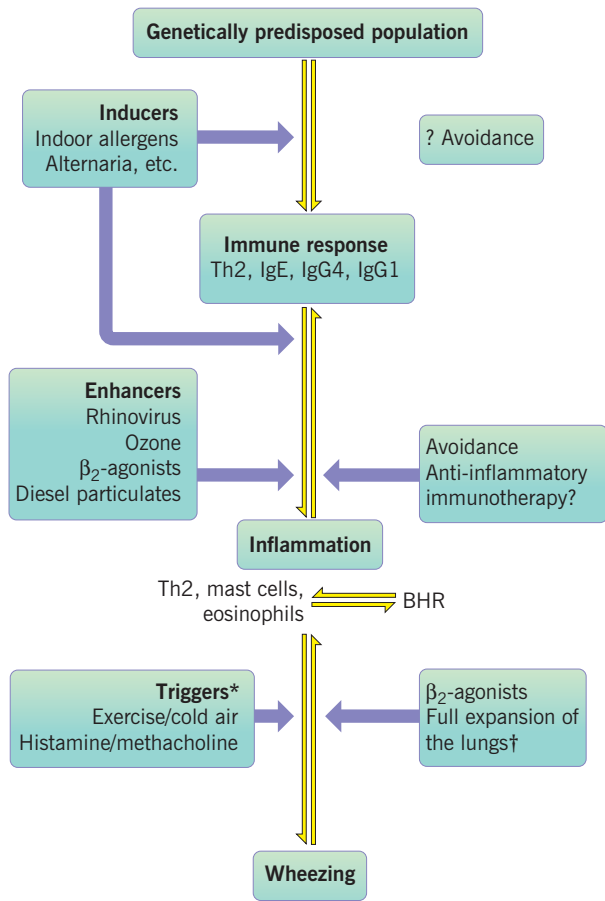 Genetically predisposed population
Inducers
Indoor allergens
Alternaria, etc.
? Avoidance
Immune response
Th2, IgE, IgG4, IgG1
Enhancers
Rhinovirus
Ozone
β₂-agonists
Diesel particulates
Avoidance
Anti-inflammatory
immunotherapy?
Inflammation
Th2, mast cells,
eosinophils
BHR
Triggers*
Exercise/cold air
Histamine/methacholine
β₂-agonists
Full expansion of
the lungs†
Wheezing